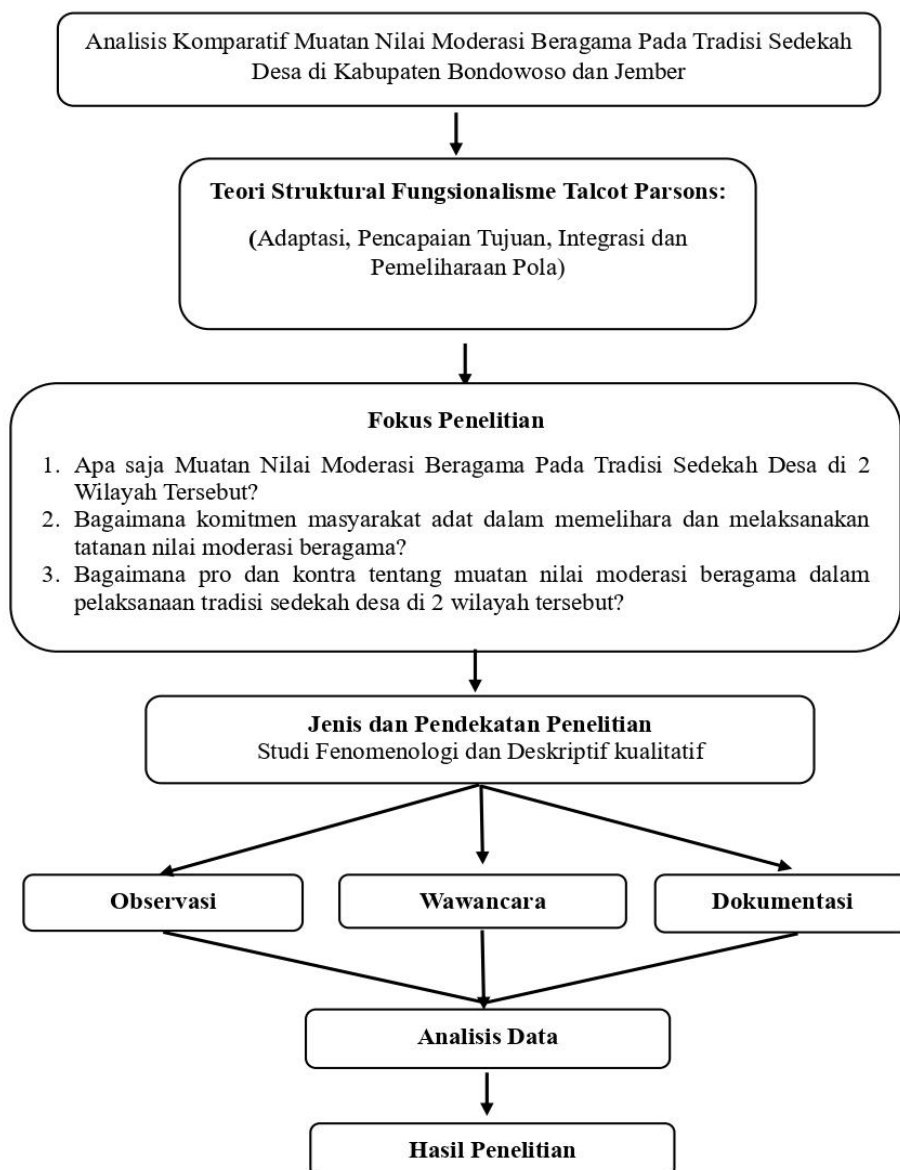 Analisis Komparatif Muatan Nilai Moderasi Beragama Pada Tradisi Sedekah
Desa di Kabupaten Bondowoso dan Jember
Teori Struktural Fungsionalisme Talcot Parsons:
(Adaptasi, Pencapaian Tujuan, Integrasi dan
Pemeliharaan Pola)
Fokus Penelitian
1. Apa saja Muatan Nilai Moderasi Beragama Pada Tradisi Sedekah Desa di 2
Wilayah Tersebut?
2. Bagaimana komitmen masyarakat adat dalam memelihara dan melaksanakan
tatanan nilai moderasi beragama?
3. Bagaimana pro dan kontra tentang muatan nilai moderasi beragama dalam
pelaksanaan tradisi sedekah desa di 2 wilayah tersebut?
Jenis dan Pendekatan Penelitian
Studi Fenomenologi dan Deskriptif kualitatif
Observasi
Wawancara
Dokumentasi
Analisis Data
Hasil Penelitian